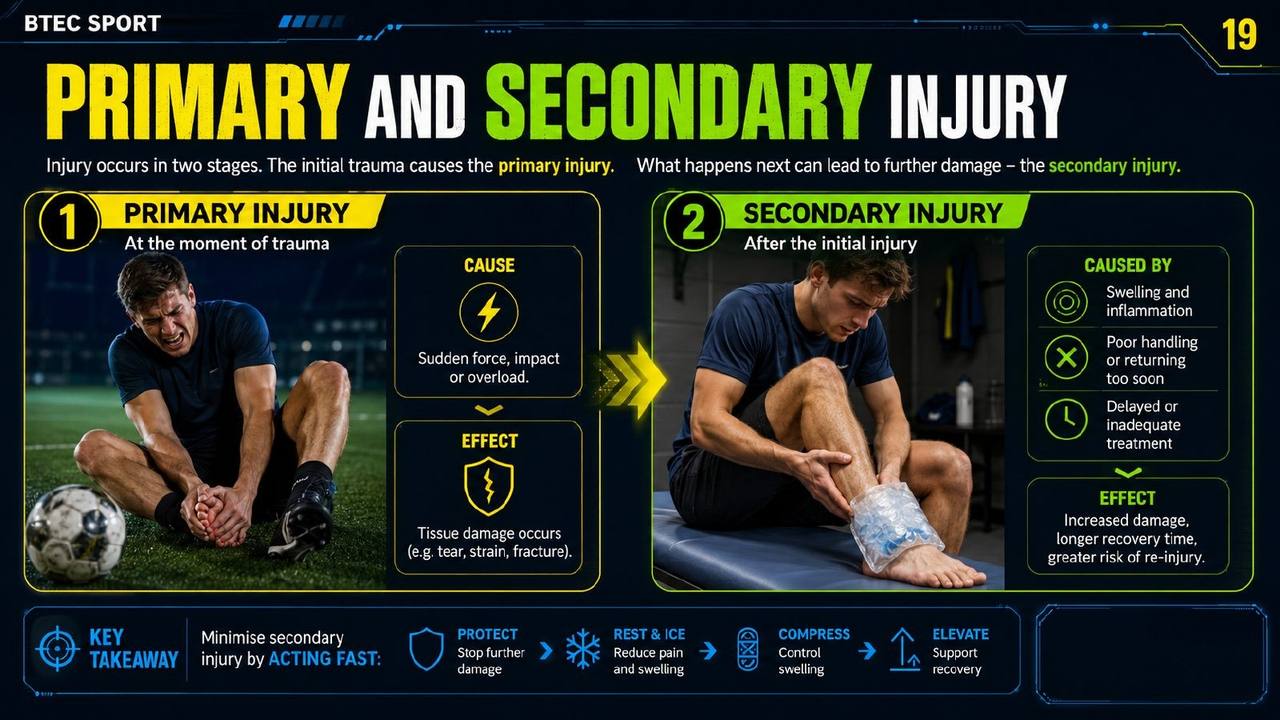 BTEC SPORT
19
PRIMARY AND SECONDARY INJURY
Injury occurs in two stages. The initial trauma causes the primary injury. What happens next can lead to further damage – the secondary injury.
1 PRIMARY INJURY
At the moment of trauma
CAUSE
Sudden force, impact
or overload.
EFFECT
Tissue damage occurs
(e.g. tear, strain, fracture).
2 SECONDARY INJURY
After the initial injury
CAUSED BY
Swelling and
inflammation
Poor handling
or returning
too soon
Delayed or
inadequate
treatment
EFFECT
Increased damage,
longer recovery time,
greater risk of re-injury.
KEY
TAKEAWAY
Minimise secondary
injury by ACTING FAST:
PROTECT
Stop further
damage
REST & ICE
Reduce pain
and swelling
COMPRESS
Control
swelling
ELEVATE
Support
recovery